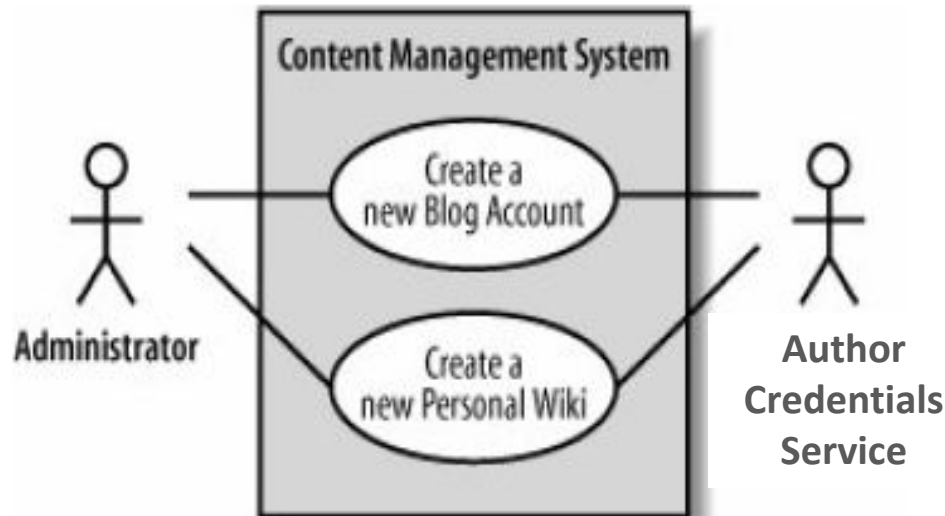 Content Management System
Create a
new Blog Account
Administrator
Create a
new Personal Wiki
Author
Credentials
Service